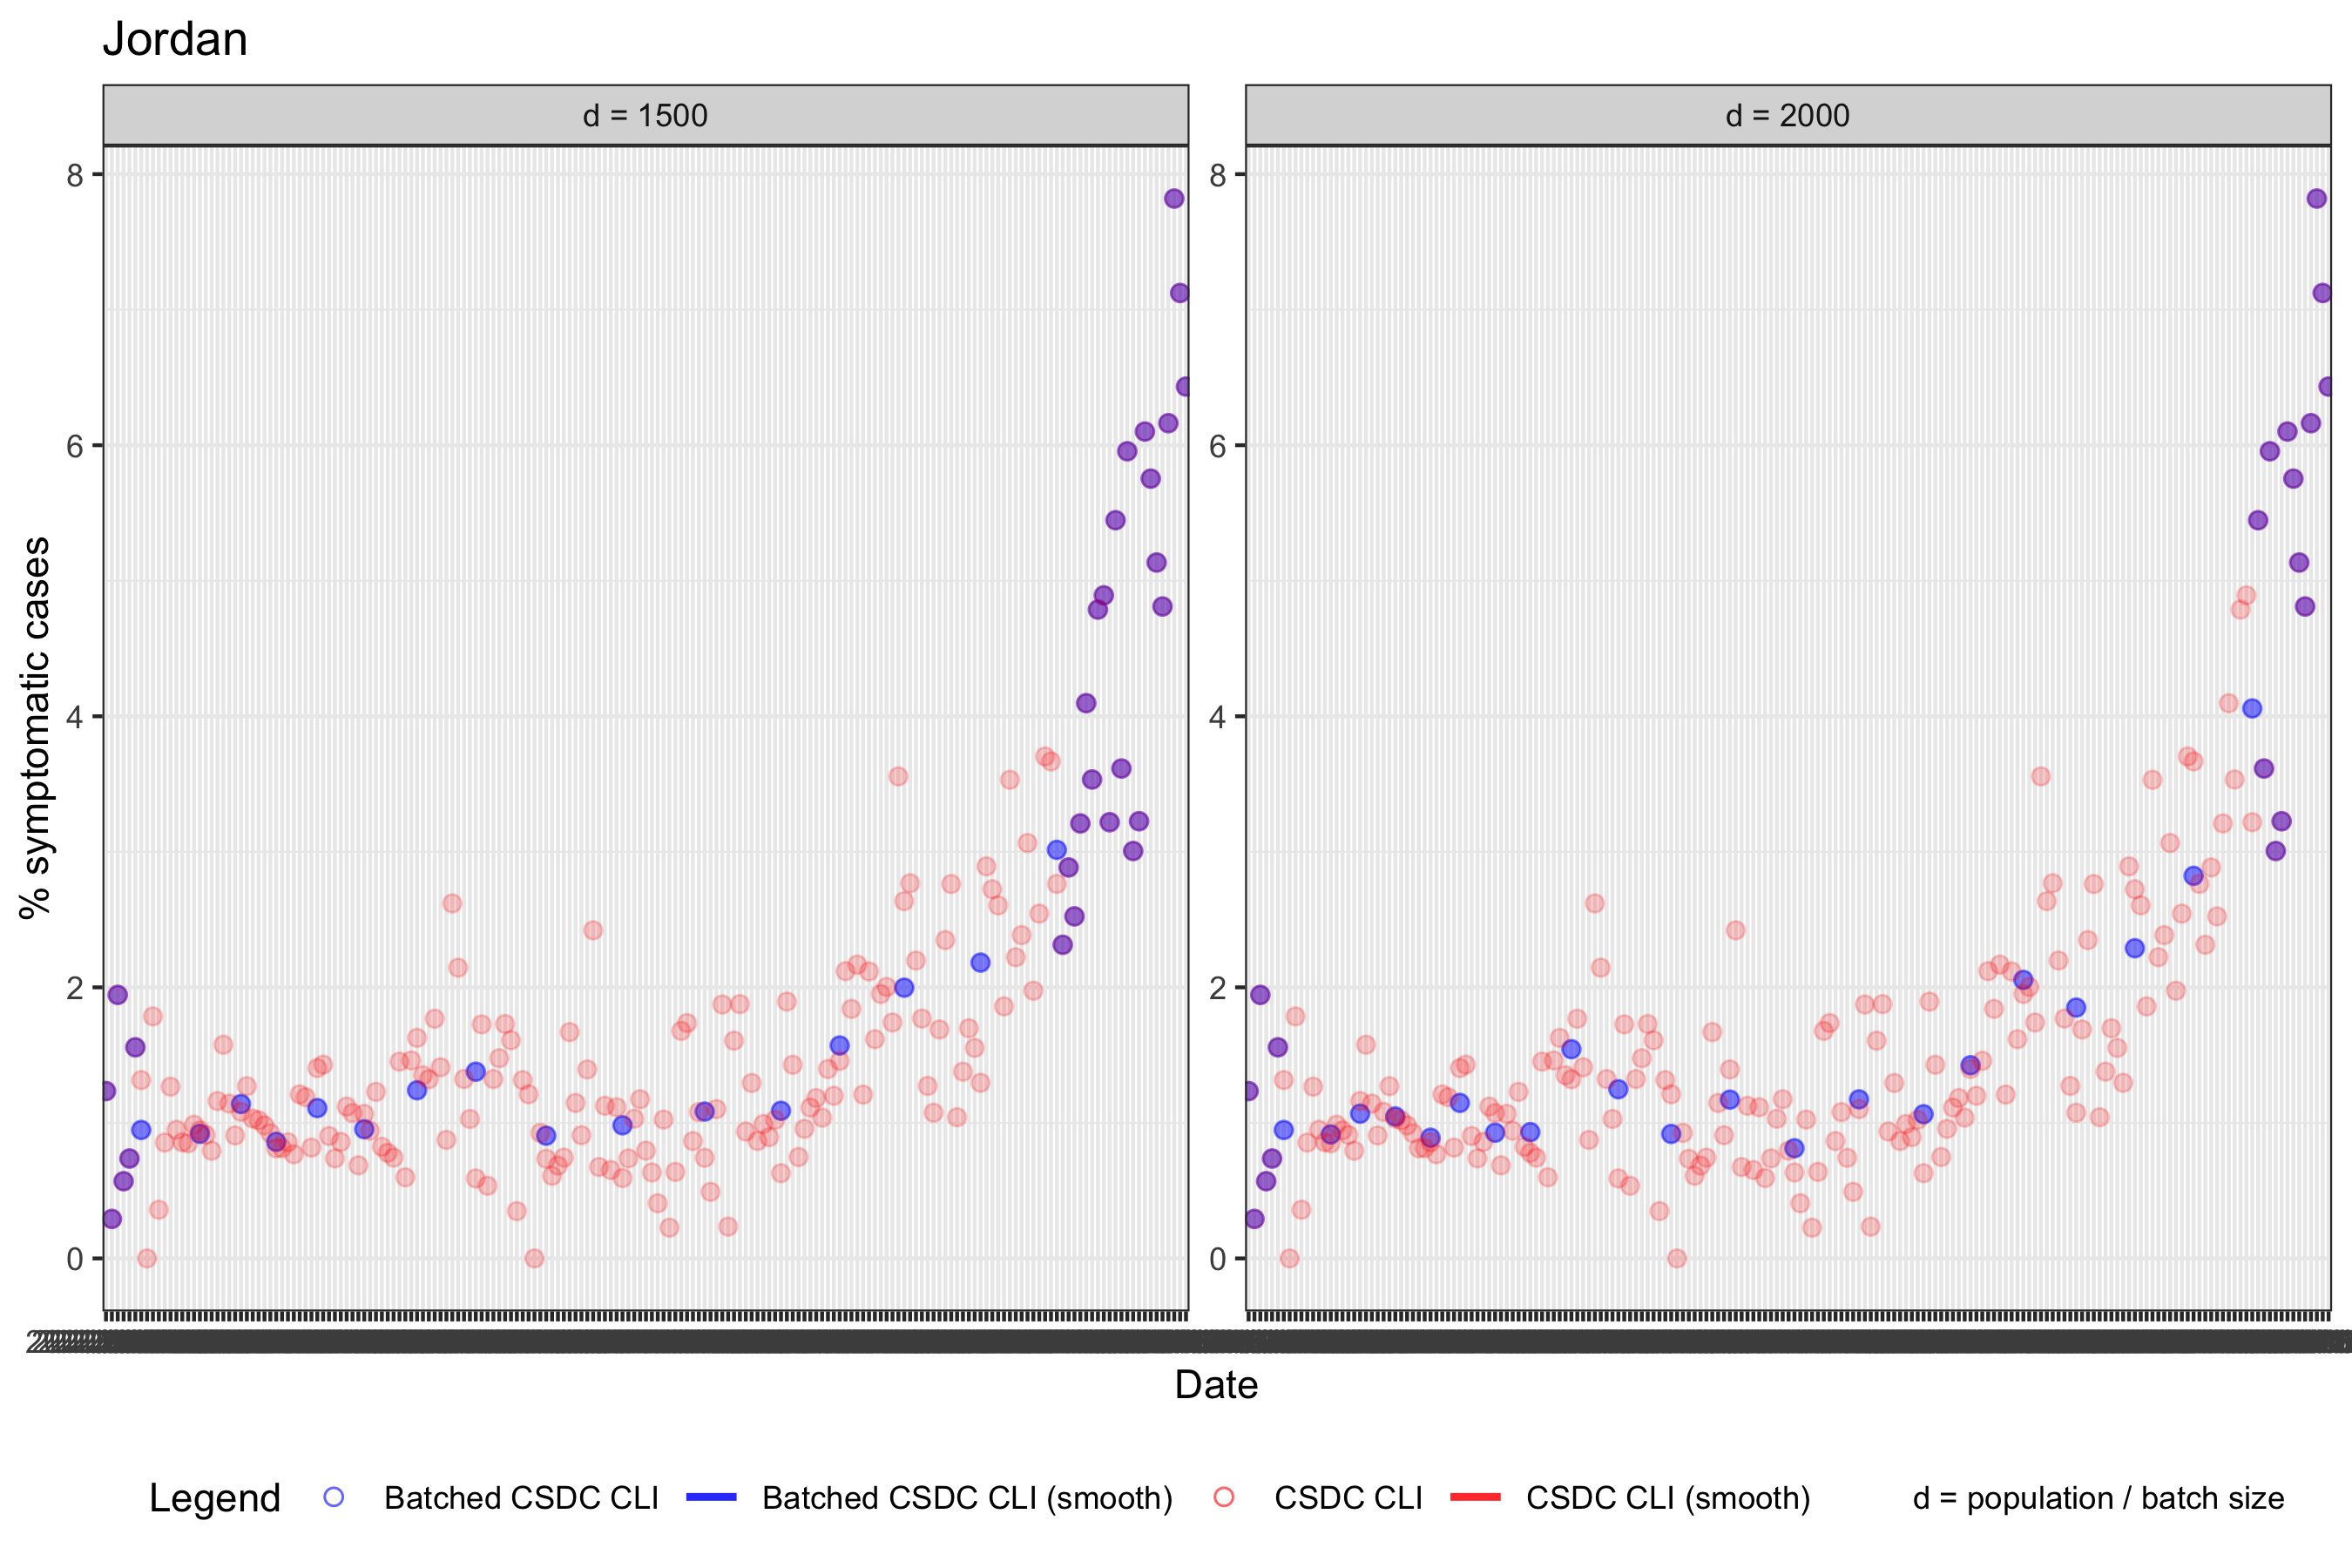 Jordan
d = 1500
d = 2000
8
6
4
2
0
8
6
4
2
0
% symptomatic cases
Date
Legend
Batched CSDC CLI
Batched CSDC CLI (smooth)
CSDC CLI
CSDC CLI (smooth)
d = population / batch size